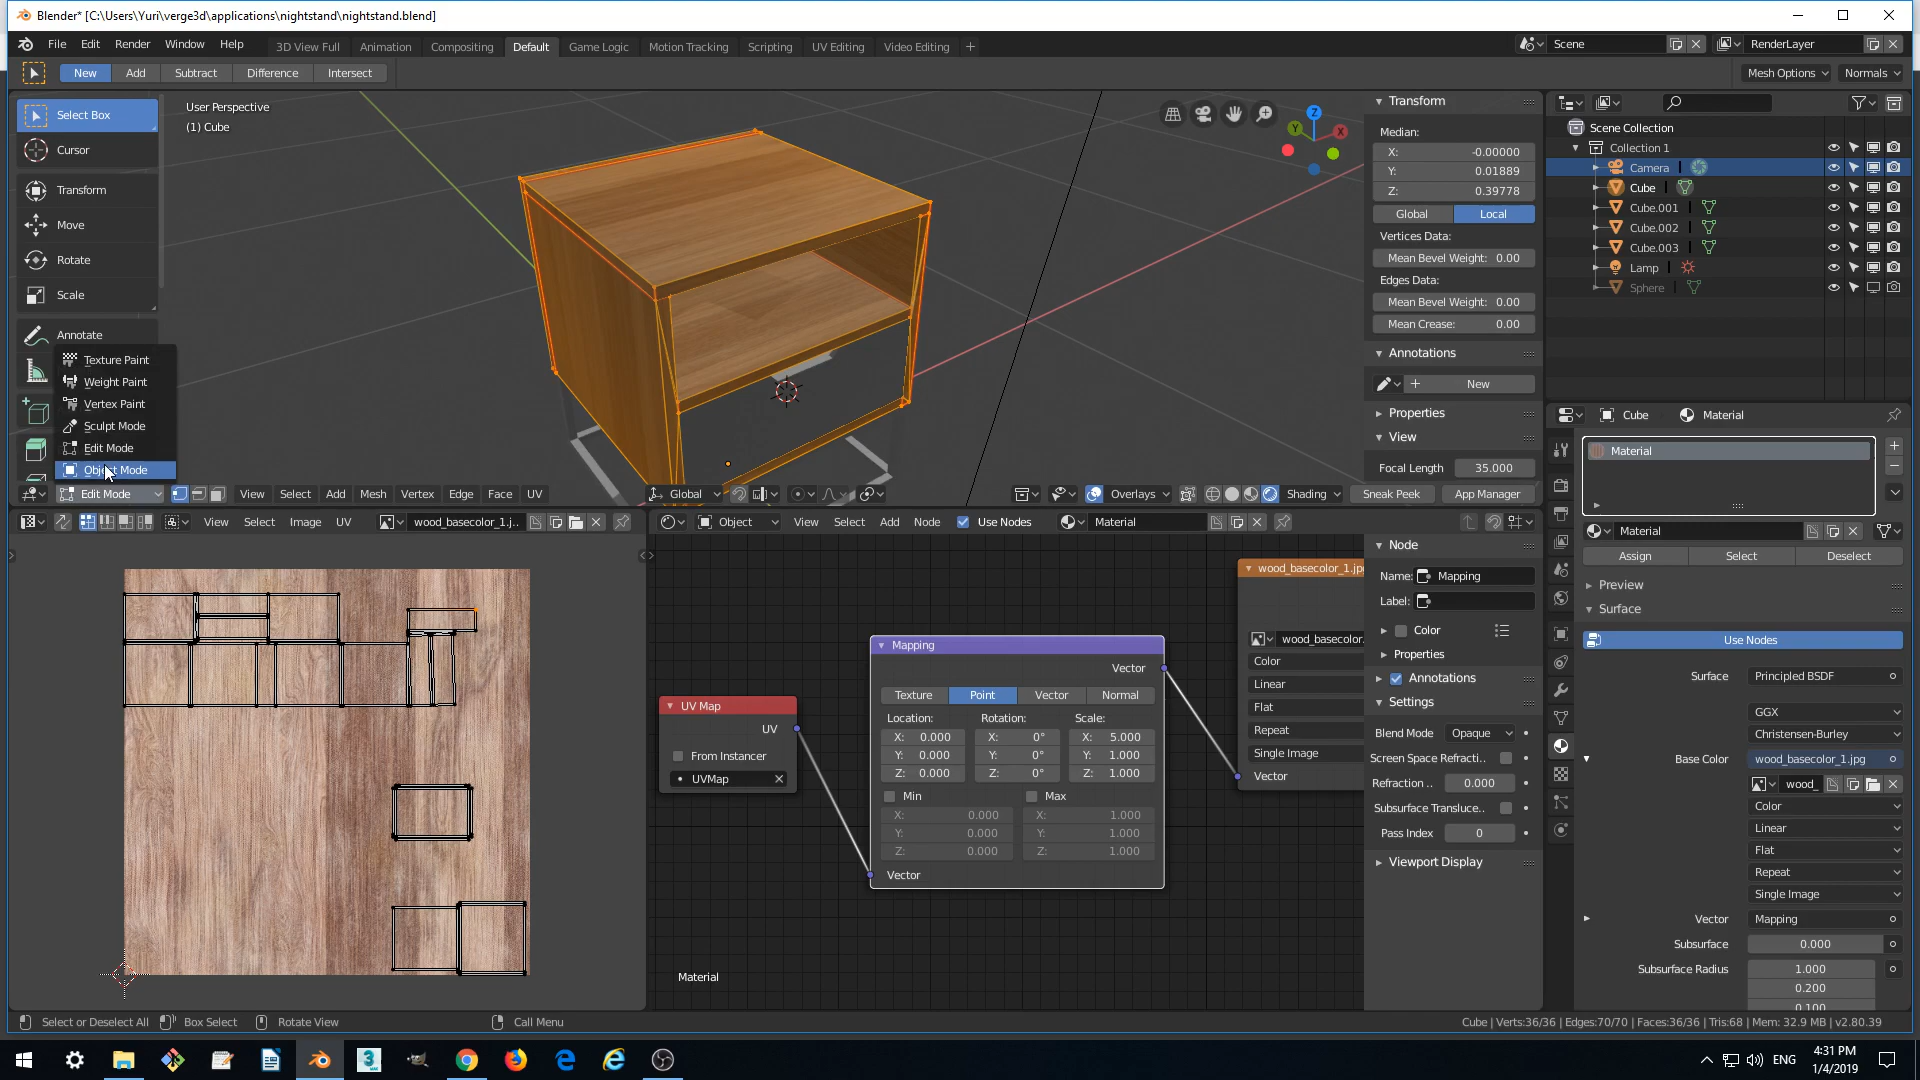 Blender* [C:\Users\Yuri\verge3d\applications\nightstand\nightstand.blend]
File Edit Render Window Help 3D View Full Animation Compositing Default Game Logic Motion Tracking Scripting UV Editing Video Editing + Scene RenderLayer
New Add Subtract Difference Intersect Mesh Options Normals
Select Box
Cursor
Transform
Move
Rotate
Scale
Annotate
User Perspective
(1) Cube
Z
Y
X
Texture Paint
Weight Paint
Vertex Paint
Sculpt Mode
Edit Mode
Object Mode
Edit Mode View Select Add Mesh Vertex Edge Face UV Global Overlays Shading Sneak Peek App Manager
Transform
Median:
X: -0.00000
Y: 0.01889
Z: 0.39778
Global Local
Vertices Data:
Mean Bevel Weight: 0.00
Edges Data:
Mean Bevel Weight: 0.00
Mean Crease: 0.00
Annotations
New
Properties
View
Focal Length 35.000
Scene Collection
Collection 1
Camera
Cube
Cube.001
Cube.002
Cube.003
Lamp
Sphere
View Select Image UV wood_basecolor_1.j..
Object View Select Add Node Use Nodes Material
UV Map
UV
From Instancer
UVMap
Mapping
Vector
Texture Point Vector Normal
Location: Rotation: Scale:
X: 0.000 X: 0° X: 5.000
Y: 0.000 Y: 0° Y: 1.000
Z: 0.000 Z: 0° Z: 1.000
Min Max
X: 0.000 X: 1.000
Y: 0.000 Y: 1.000
Z: 0.000 Z: 1.000
Vector
wood_basecolor_1.jp
wood_basecolor.
Color
Linear
Flat
Repeat
Single Image
Vector
Material
Node
Name: Mapping
Label:
Color
Properties
Annotations
Settings
Blend Mode Opaque
Screen Space Refracti..
Refraction .. 0.000
Subsurface Transluce..
Pass Index 0
Viewport Display
Cube Material
Material
Material
Assign Select Deselect
Preview
Surface
Use Nodes
Surface Principled BSDF
GGX
Christensen-Burley
Base Color wood_basecolor_1.jpg
wood_
Color
Linear
Flat
Repeat
Single Image
Vector Mapping
Subsurface 0.000
Subsurface Radius 1.000
0.200
0.100
Select or Deselect All Box Select Rotate View Call Menu Cube | Verts:36/36 | Edges:70/70 | Faces:36/36 | Tris:68 | Mem: 32.9 MB | v2.80.39
3
ENG
4:31 PM
1/4/2019